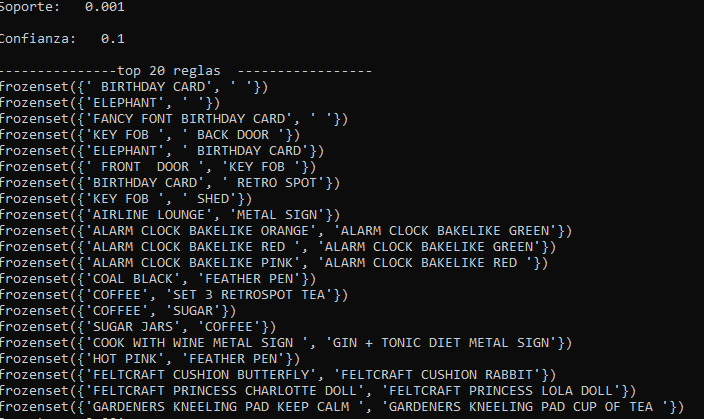 Soporte:   0.001
Confianza:   0.1
---------------top 20 reglas  -----------------
frozenset({' BIRTHDAY CARD', ' '})
frozenset({'ELEPHANT', ' '})
frozenset({'FANCY FONT BIRTHDAY CARD', ' '})
frozenset({'KEY FOB ', ' BACK DOOR '})
frozenset({'ELEPHANT', ' BIRTHDAY CARD'})
frozenset({' FRONT  DOOR ', 'KEY FOB '})
frozenset({'BIRTHDAY CARD', ' RETRO SPOT'})
frozenset({'KEY FOB ', ' SHED'})
frozenset({'AIRLINE LOUNGE', 'METAL SIGN'})
frozenset({'ALARM CLOCK BAKELIKE ORANGE', 'ALARM CLOCK BAKELIKE GREEN'})
frozenset({'ALARM CLOCK BAKELIKE RED ', 'ALARM CLOCK BAKELIKE GREEN'})
frozenset({'ALARM CLOCK BAKELIKE PINK', 'ALARM CLOCK BAKELIKE RED '})
frozenset({'COAL BLACK', 'FEATHER PEN'})
frozenset({'COFFEE', 'SET 3 RETROSPOT TEA'})
frozenset({'COFFEE', 'SUGAR'})
frozenset({'SUGAR JARS', 'COFFEE'})
frozenset({'COOK WITH WINE METAL SIGN ', 'GIN + TONIC DIET METAL SIGN'})
frozenset({'HOT PINK', 'FEATHER PEN'})
frozenset({'FELTCRAFT CUSHION BUTTERFLY', 'FELTCRAFT CUSHION RABBIT'})
frozenset({'FELTCRAFT PRINCESS CHARLOTTE DOLL', 'FELTCRAFT PRINCESS LOLA DOLL'})
frozenset({'GARDENERS KNEELING PAD KEEP CALM ', 'GARDENERS KNEELING PAD CUP OF TEA '})